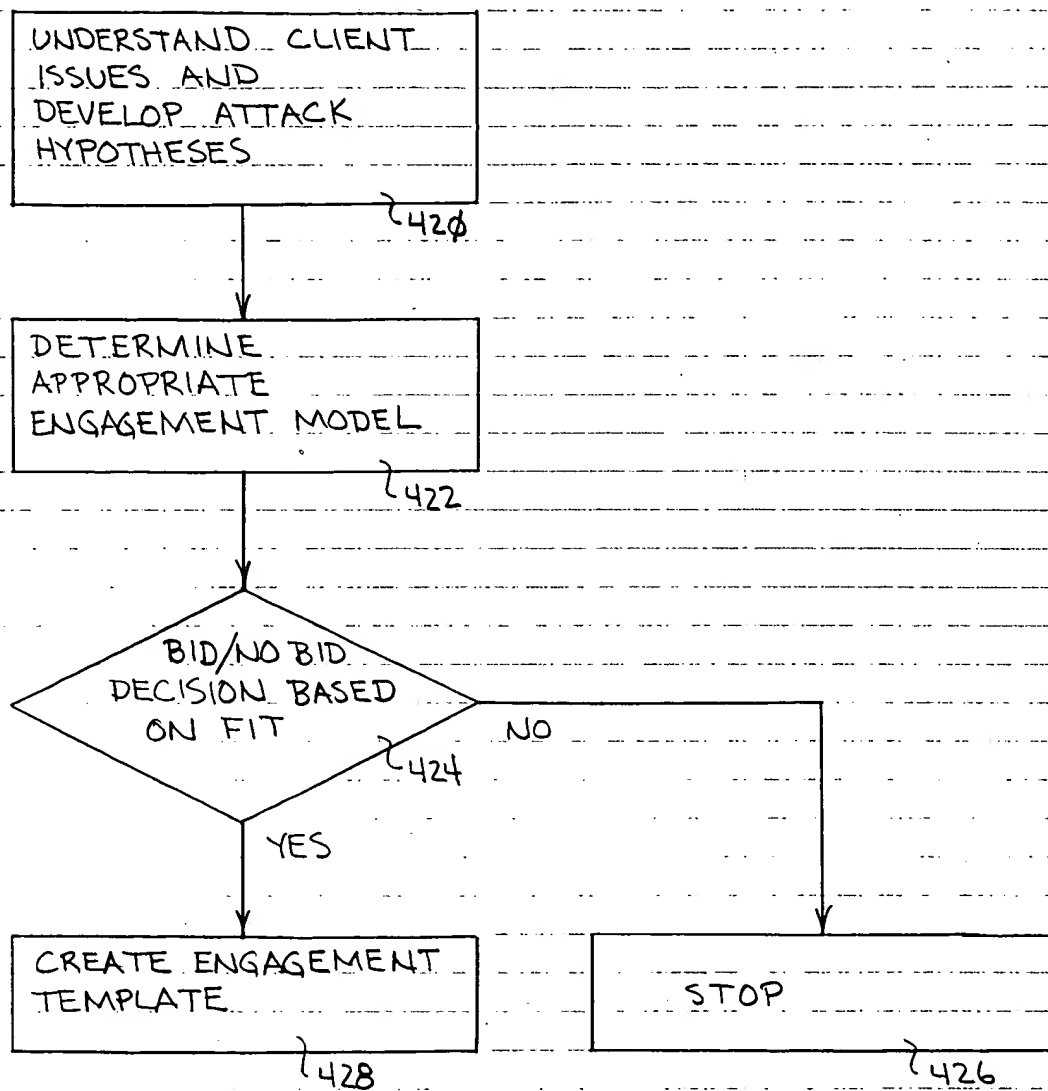 UNDERSTAND CLIENT
ISSUES AND
DEVELOP ATTACK
HYPOTHESES
420
DETERMINE
APPROPRIATE
ENGAGEMENT MODEL
422
BID/NO BID
DECISION BASED
ON FIT
424
NO
YES
CREATE ENGAGEMENT
TEMPLATE
428
STOP
426